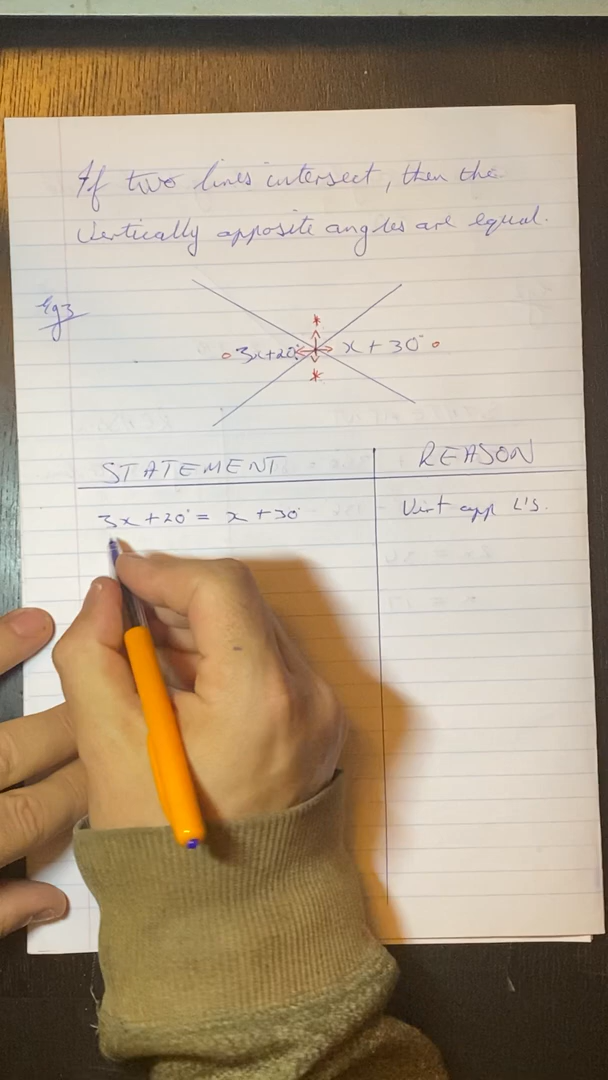 If two lines intersect, then the
Vertically opposite angles are equal.
Eg3
*
3x+20° x + 30°
*
STATEMENT REASON
3x + 20° = x + 30° Vert opp ∠'s.